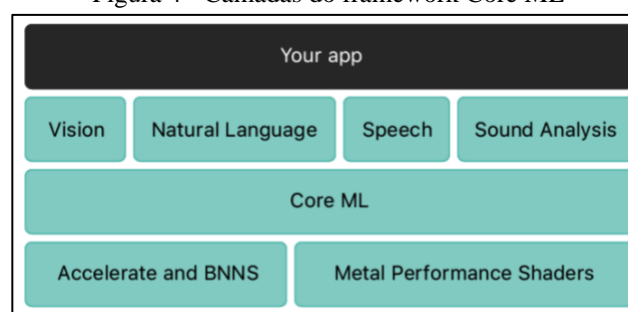 Figura 4 - Camadas do framework Core ML
Your app
Vision Natural Language Speech Sound Analysis
Core ML
Accelerate and BNNS Metal Performance Shaders